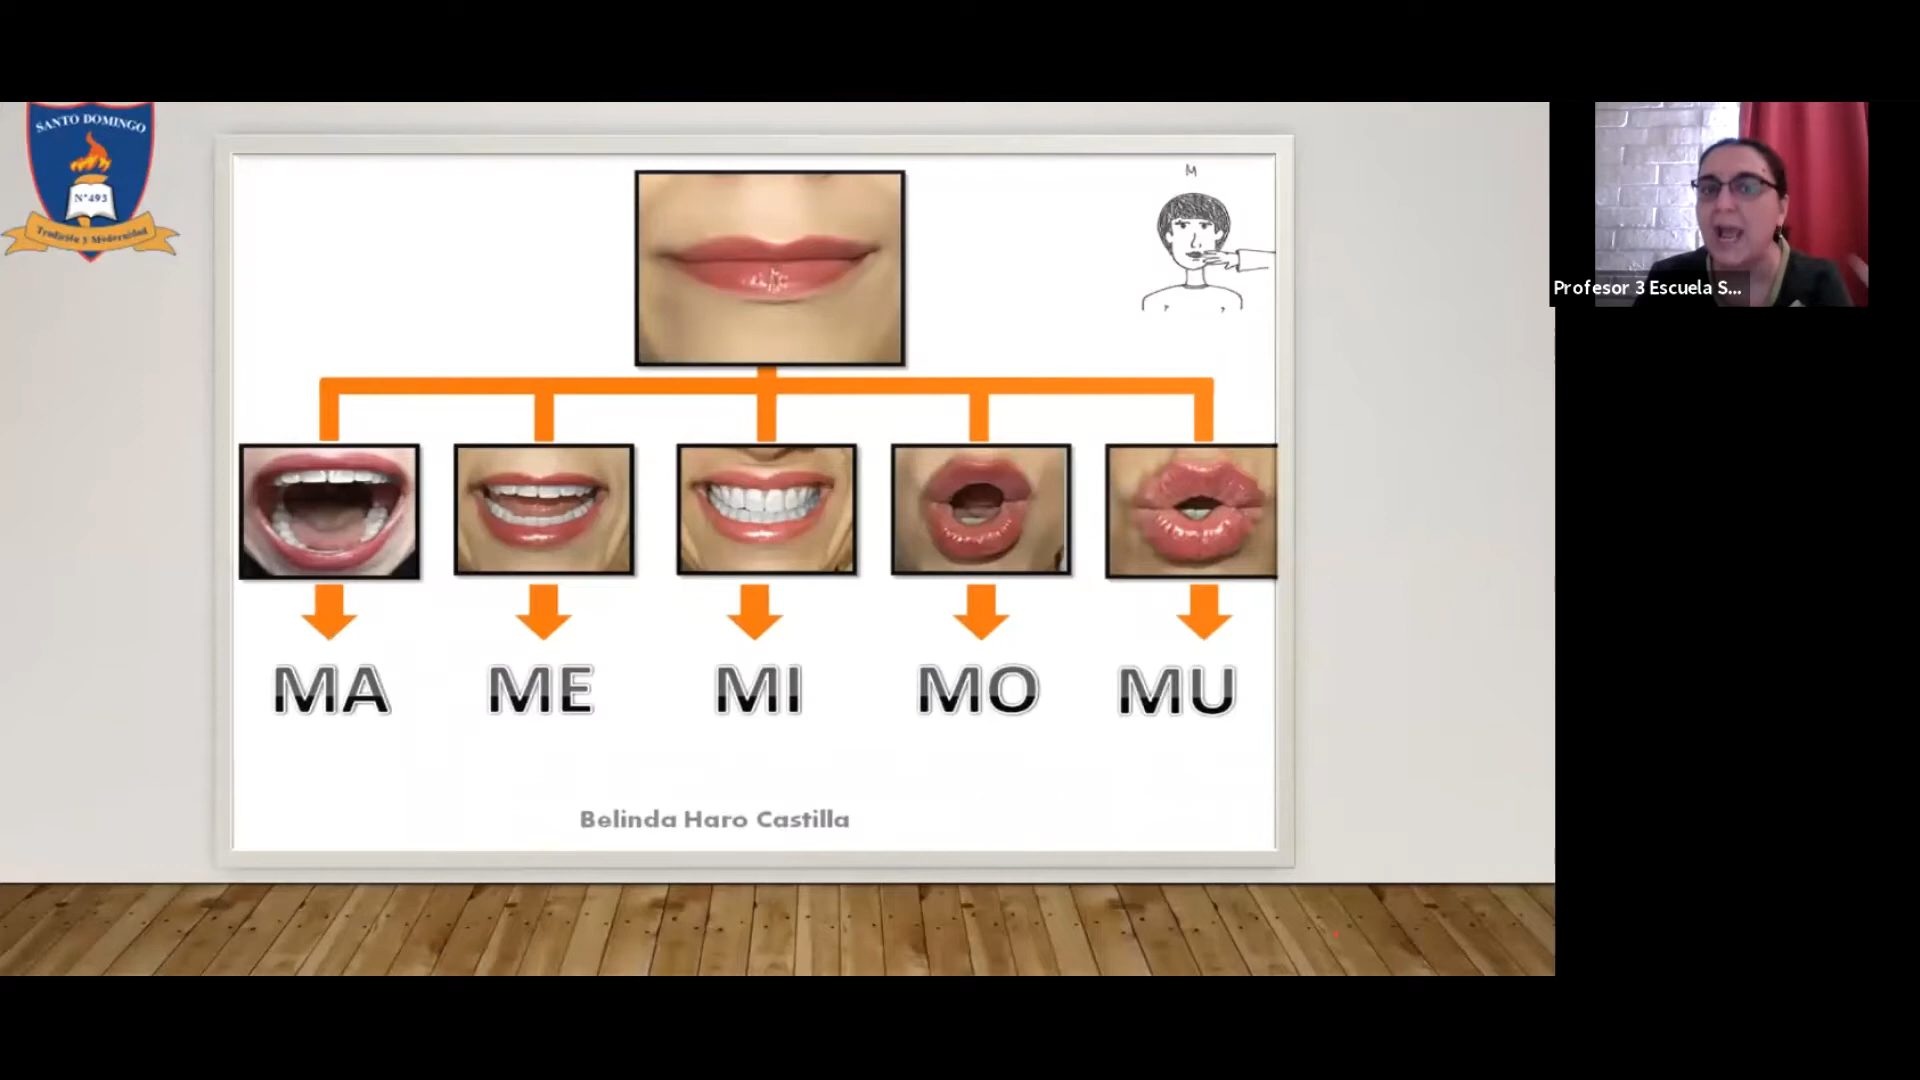 SANTO DOMINGO
N°493
Tradición y Modernidad
M
Profesor 3 Escuela S...
MA ME MI MO MU
Belinda Haro Castilla